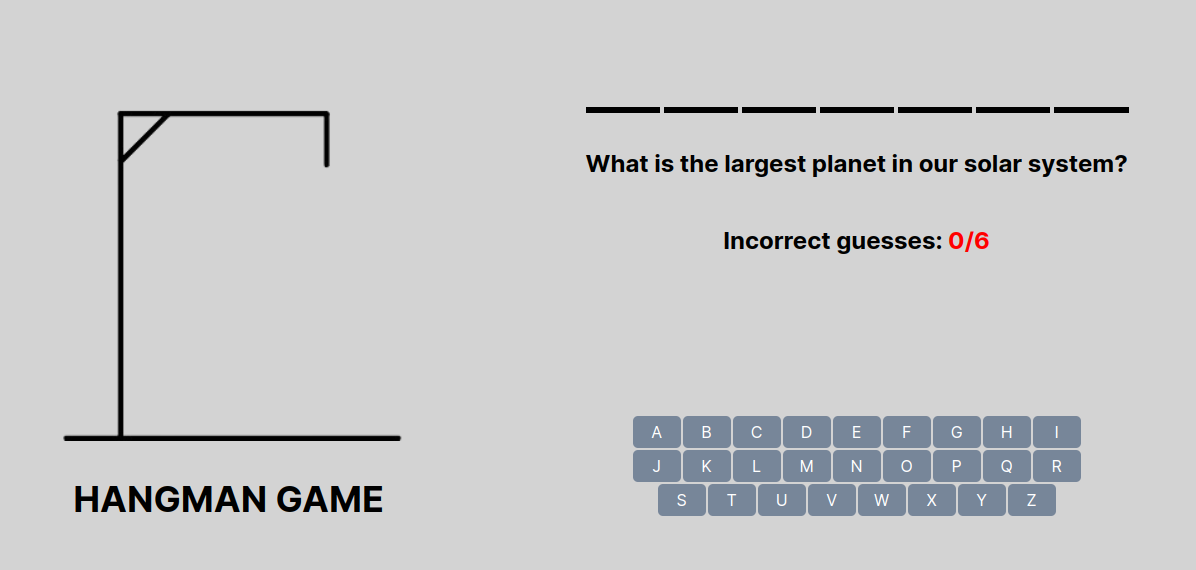 What is the largest planet in our solar system?
Incorrect guesses: 0/6
A B C D E F G H I
J K L M N O P Q R
S T U V W X Y Z
HANGMAN GAME